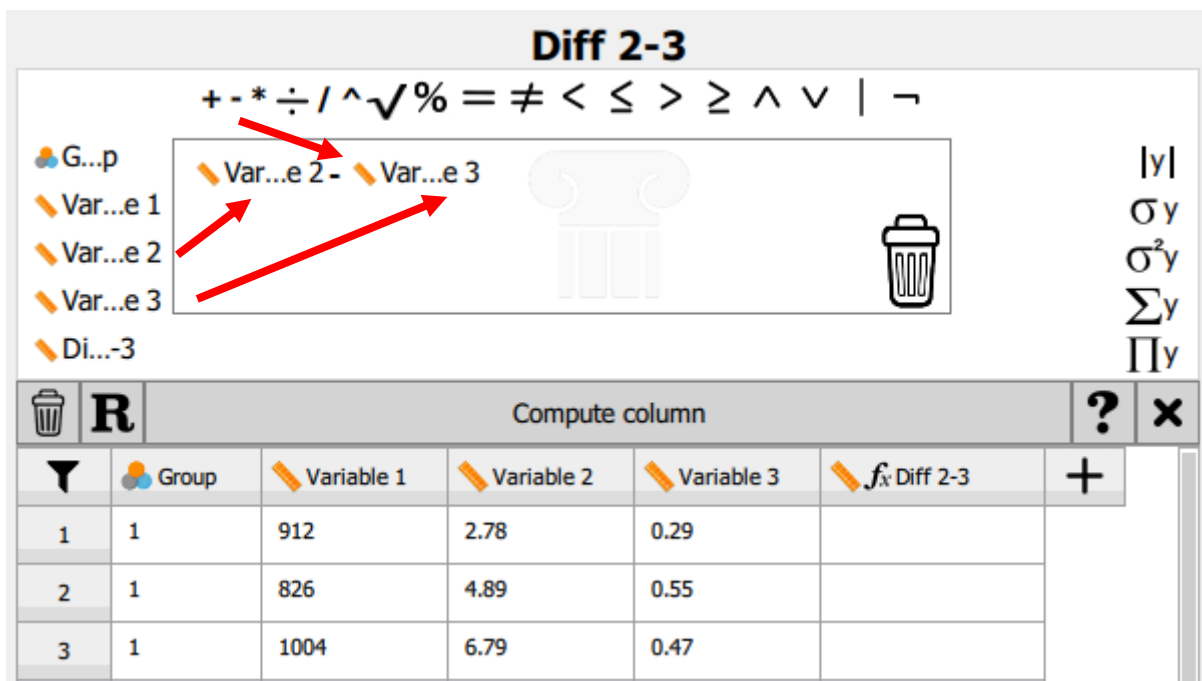 Diff 2-3
+ - * ÷ / ^ √ % = ≠ < ≤ > ≥ ∧ ∨ | ¬
G...p
Var...e 1
Var...e 2
Var...e 3
Di...-3
Var...e 2 - Var...e 3
|y|
σ y
σ²y
∑y
∏y
R Compute column ? ×
Group Variable 1 Variable 2 Variable 3 fx Diff 2-3 +
1 1 912 2.78 0.29
2 1 826 4.89 0.55
3 1 1004 6.79 0.47